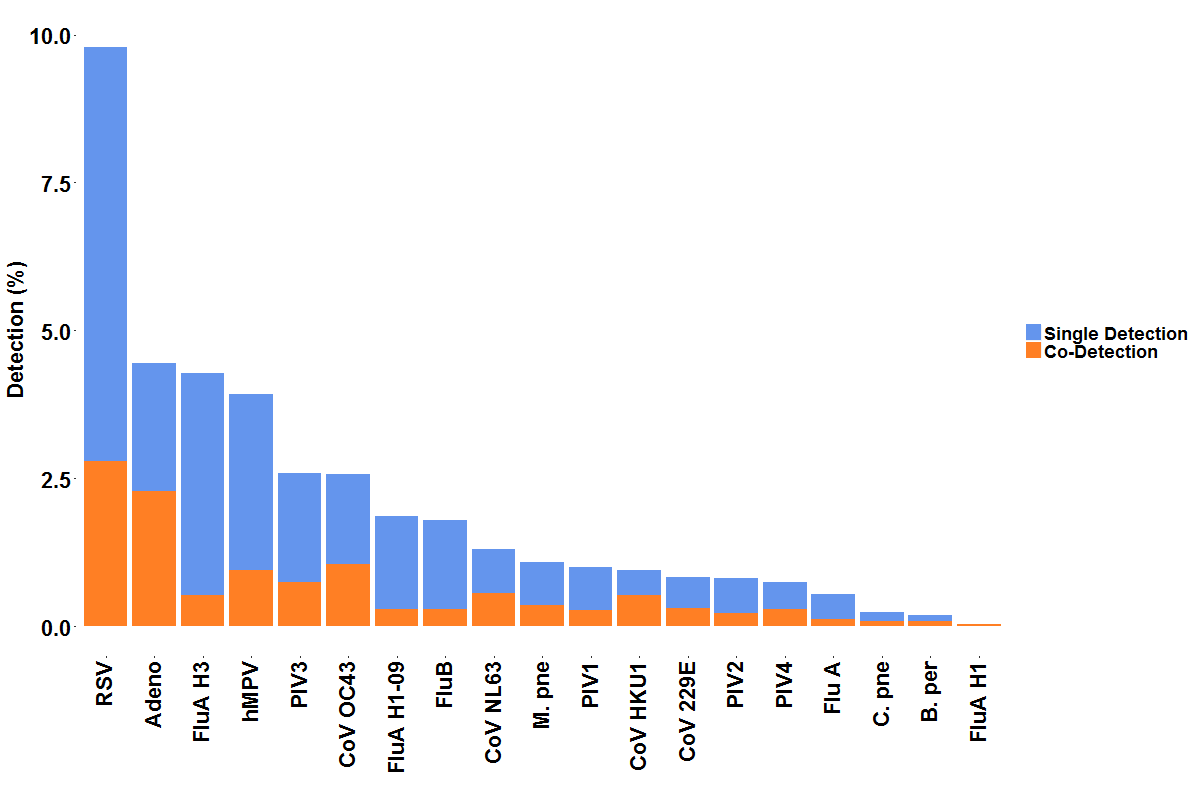 10.0
7.5
5.0
2.5
0.0
Detection (%)
Single Detection
Co-Detection
RSV
Adeno
FluA H3
hMPV
PIV3
CoV OC43
FluA H1-09
FluB
CoV NL63
M. pne
PIV1
CoV HKU1
CoV 229E
PIV2
PIV4
Flu A
C. pne
B. per
FluA H1